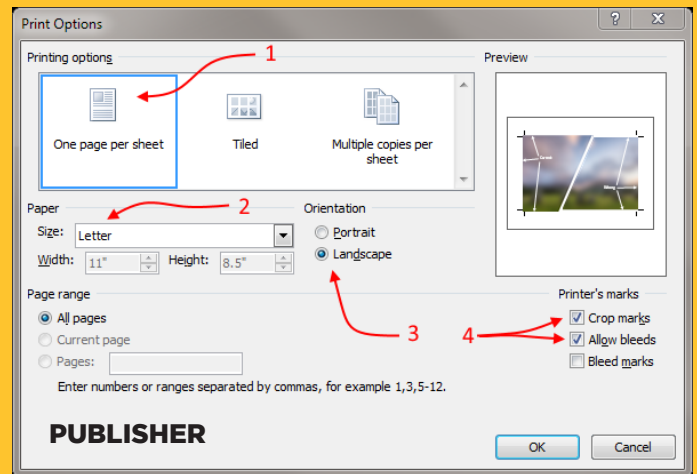 Print Options
Printing options
1
Preview
One page per sheet
Tiled
Multiple copies per
sheet
Paper
2
Orientation
Size:
Letter
Portrait
Width:
11"
Height:
8.5"
Landscape
Page range
Printer's marks
All pages
3
4
Crop marks
Current page
Allow bleeds
Pages:
Bleed marks
Enter numbers or ranges separated by commas, for example 1,3,5-12.
PUBLISHER
OK
Cancel